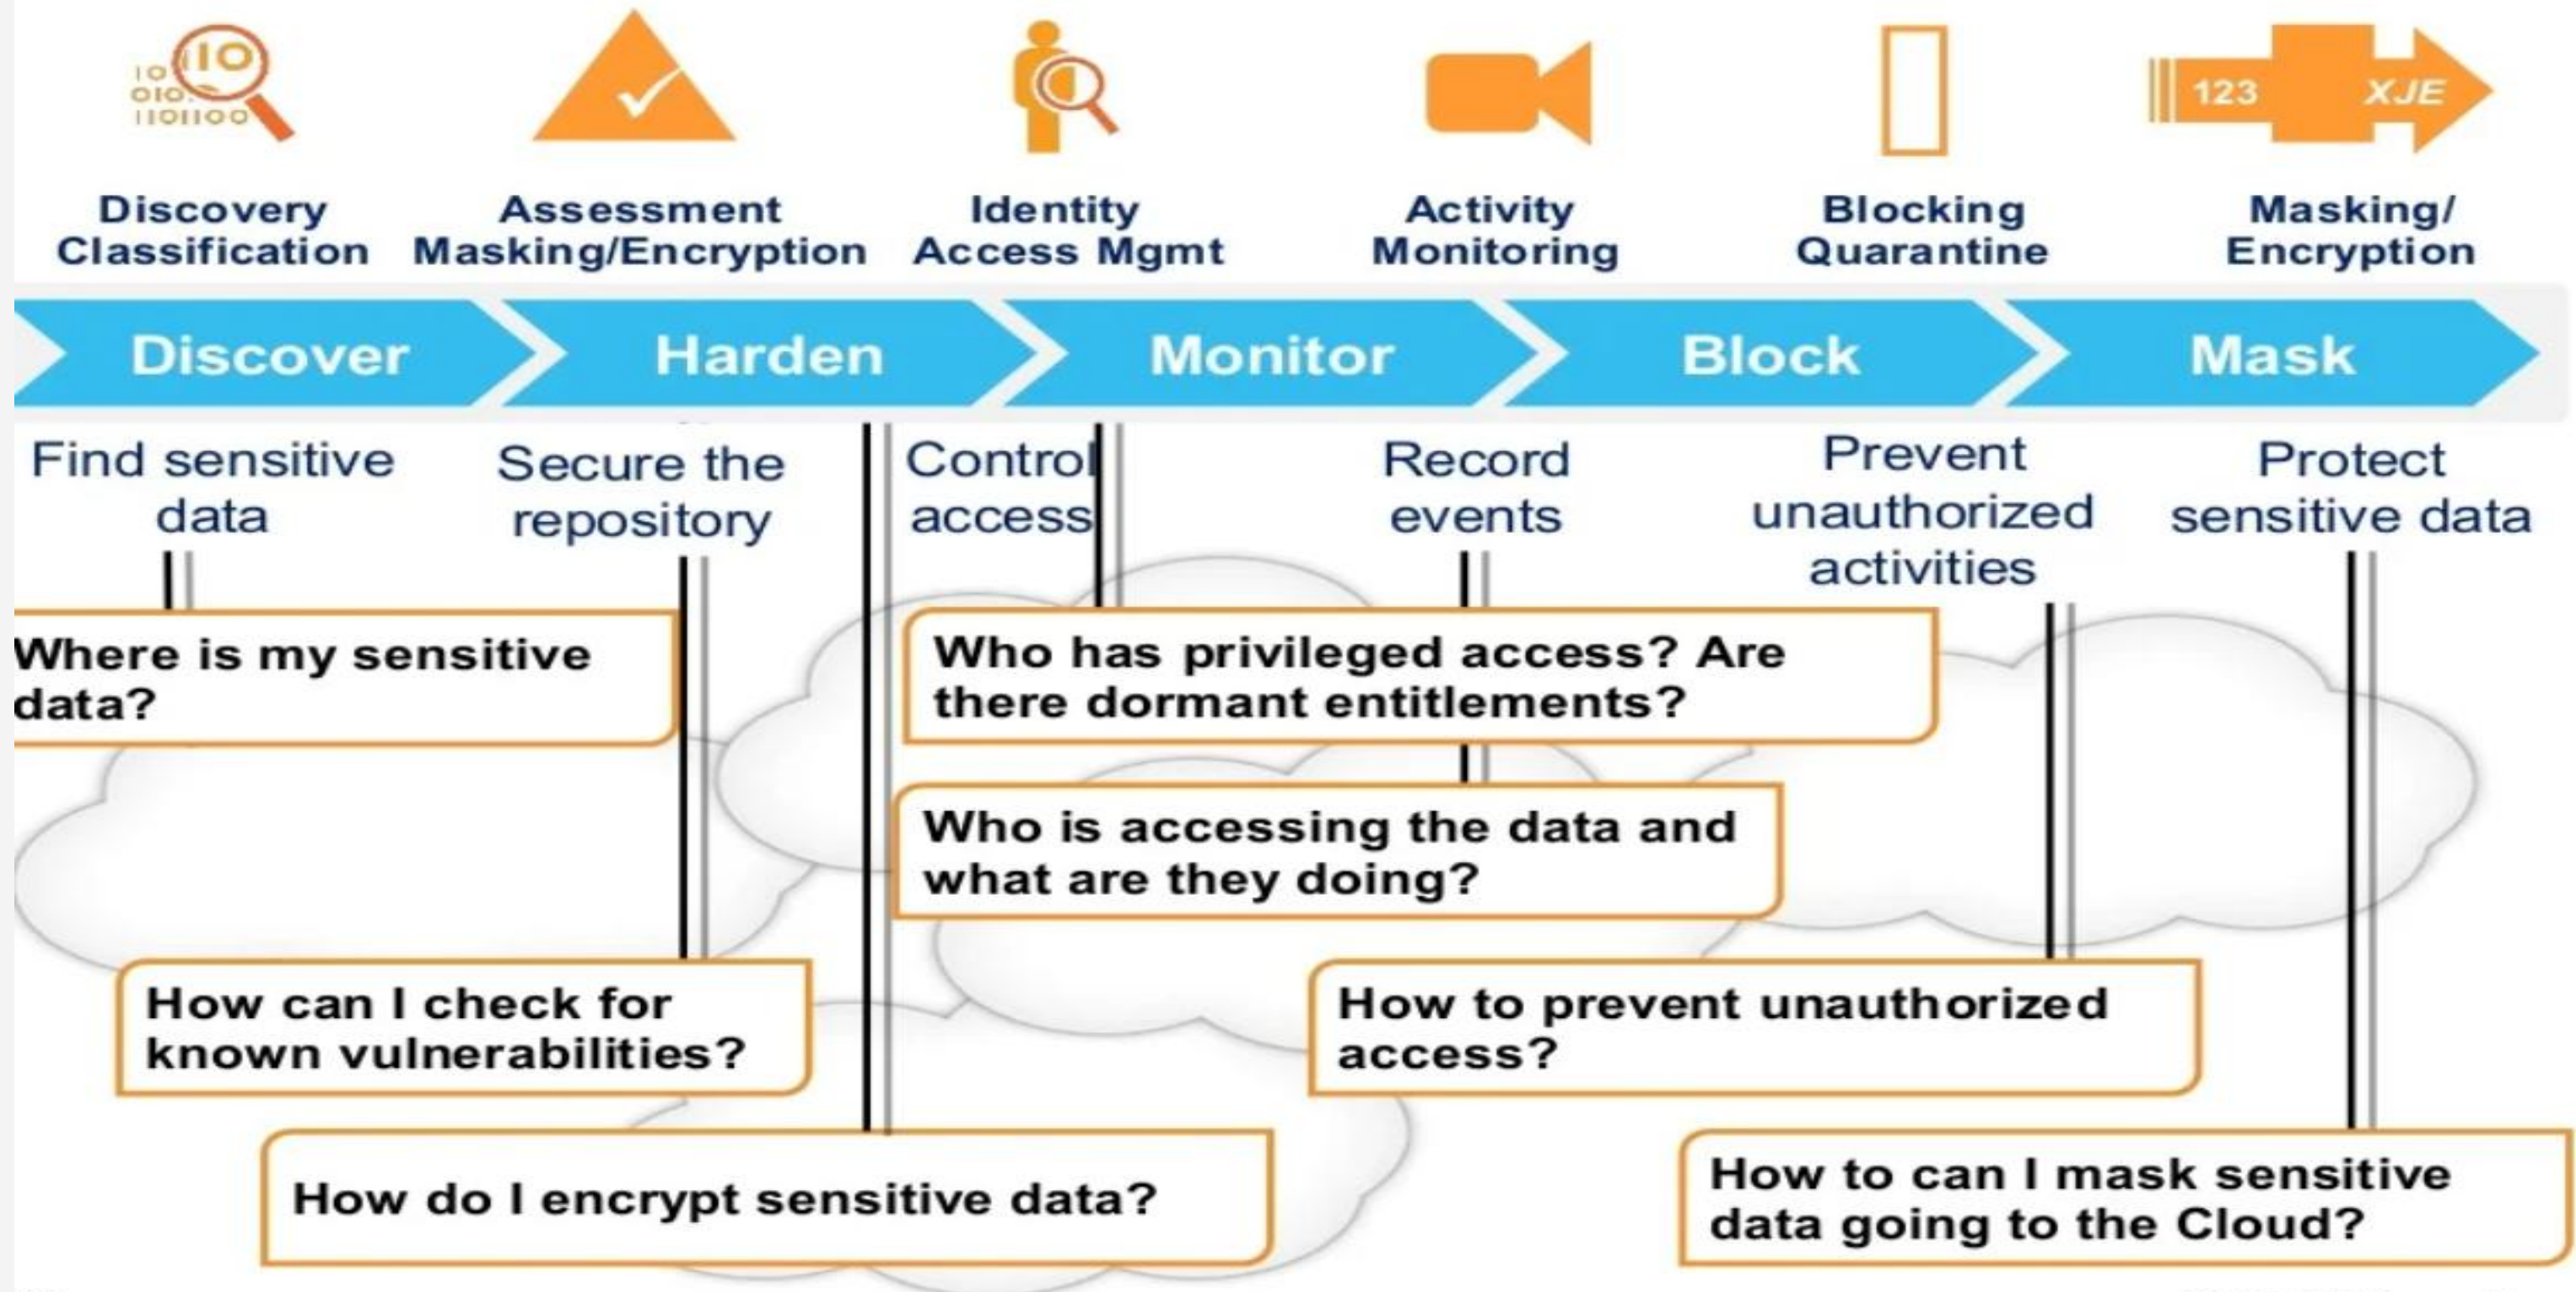 10
10
010.
1101100
123
XJE
Discovery
Classification
Assessment
Masking/Encryption
Identity
Access Mgmt
Activity
Monitoring
Blocking
Quarantine
Masking/
Encryption
Discover
Harden
Monitor
Block
Mask
Find sensitive
data
Secure the
repository
Control
access
Record
events
Prevent
unauthorized
activities
Protect
sensitive data
Where is my sensitive
data?
Who has privileged access? Are
there dormant entitlements?
Who is accessing the data and
what are they doing?
How can I check for
known vulnerabilities?
How to prevent unauthorized
access?
How do I encrypt sensitive data?
How to can I mask sensitive
data going to the Cloud?